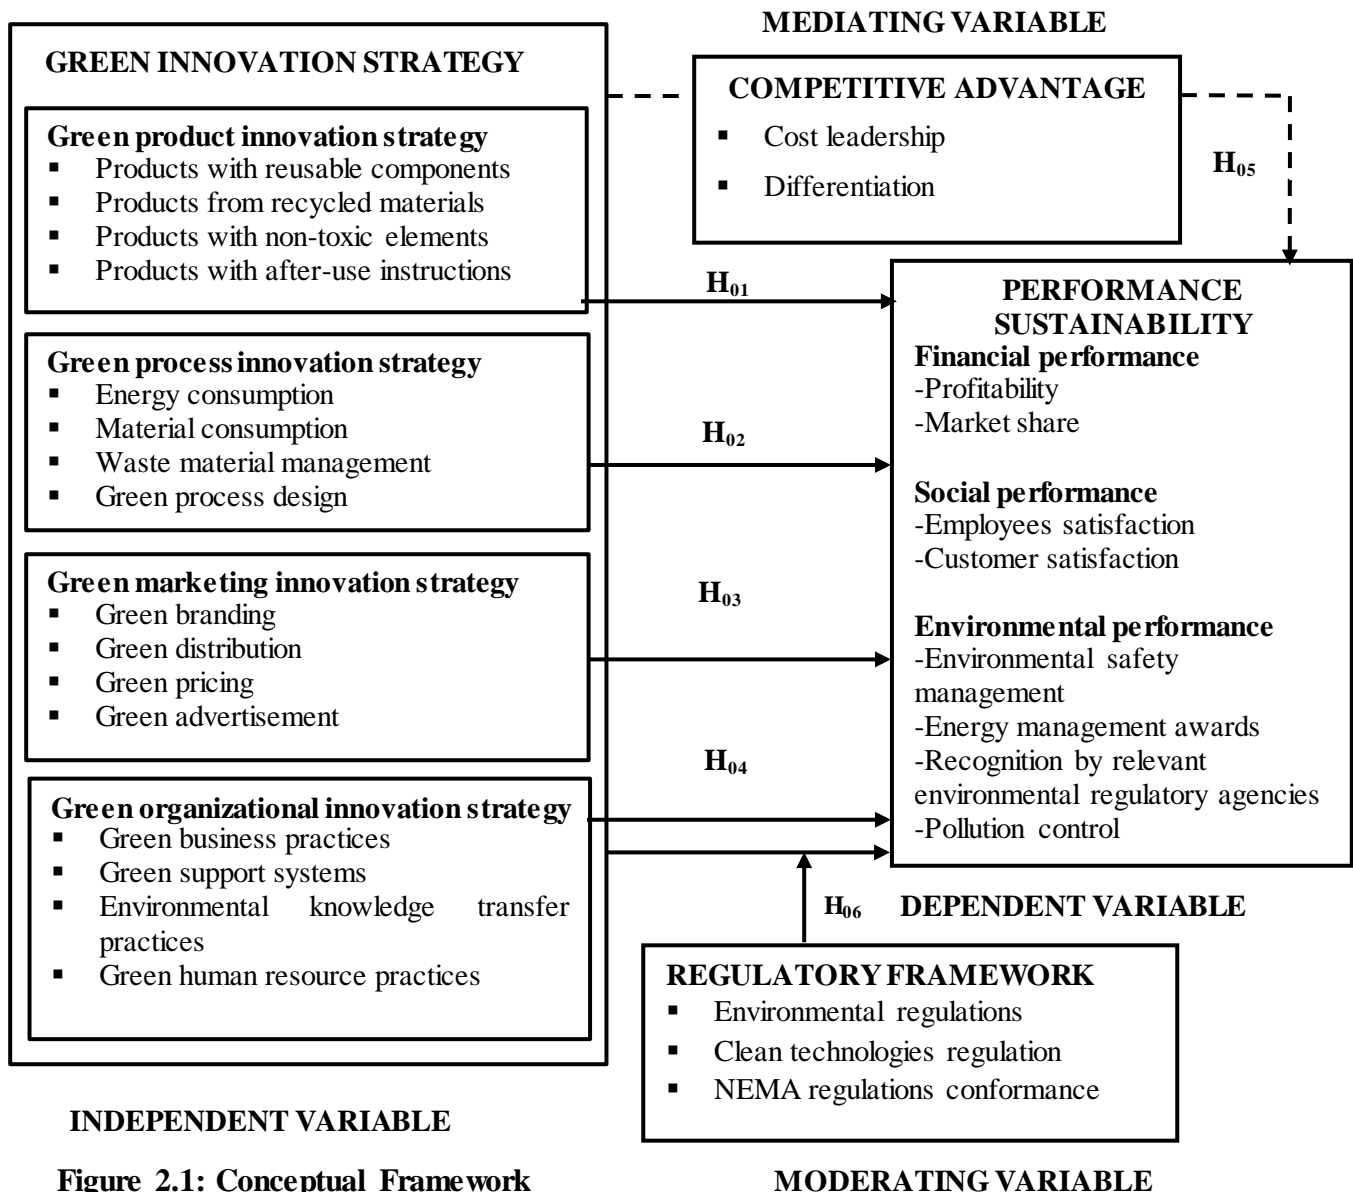 MEDIATING VARIABLE
GREEN INNOVATION STRATEGY
COMPETITIVE ADVANTAGE
▪ Cost leadership
▪ Differentiation
H05
Green product innovation strategy
▪ Products with reusable components
▪ Products from recycled materials
▪ Products with non-toxic elements
▪ Products with after-use instructions
H01
Green process innovation strategy
▪ Energy consumption
▪ Material consumption
▪ Waste material management
▪ Green process design
H02
Green marketing innovation strategy
▪ Green branding
▪ Green distribution
▪ Green pricing
▪ Green advertisement
H03
Green organizational innovation strategy
▪ Green business practices
▪ Green support systems
▪ Environmental knowledge transfer
practices
▪ Green human resource practices
H04
PERFORMANCE
SUSTAINABILITY
Financial performance
-Profitability
-Market share
Social performance
-Employees satisfaction
-Customer satisfaction
Environmental performance
-Environmental safety
management
-Energy management awards
-Recognition by relevant
environmental regulatory agencies
-Pollution control
H06
DEPENDENT VARIABLE
REGULATORY FRAMEWORK
▪ Environmental regulations
▪ Clean technologies regulation
▪ NEMA regulations conformance
INDEPENDENT VARIABLE
Figure 2.1: Conceptual Framework
MODERATING VARIABLE